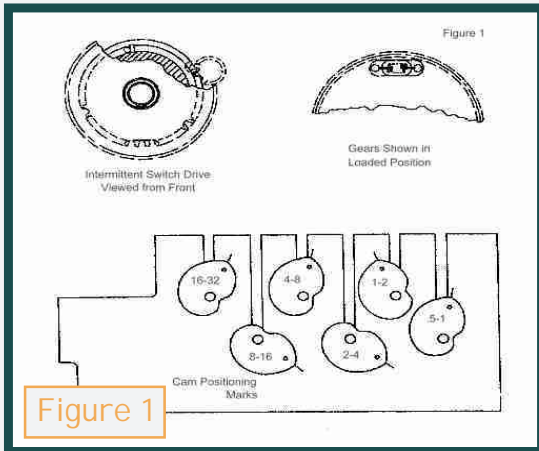 Figure 1
Intermittent Switch Drive
Viewed from Front
Gears Shown in
Loaded Position
16-32
4-8
1-2
.5-1
8-16
2-4
Cam Positioning
Marks
Figure 1